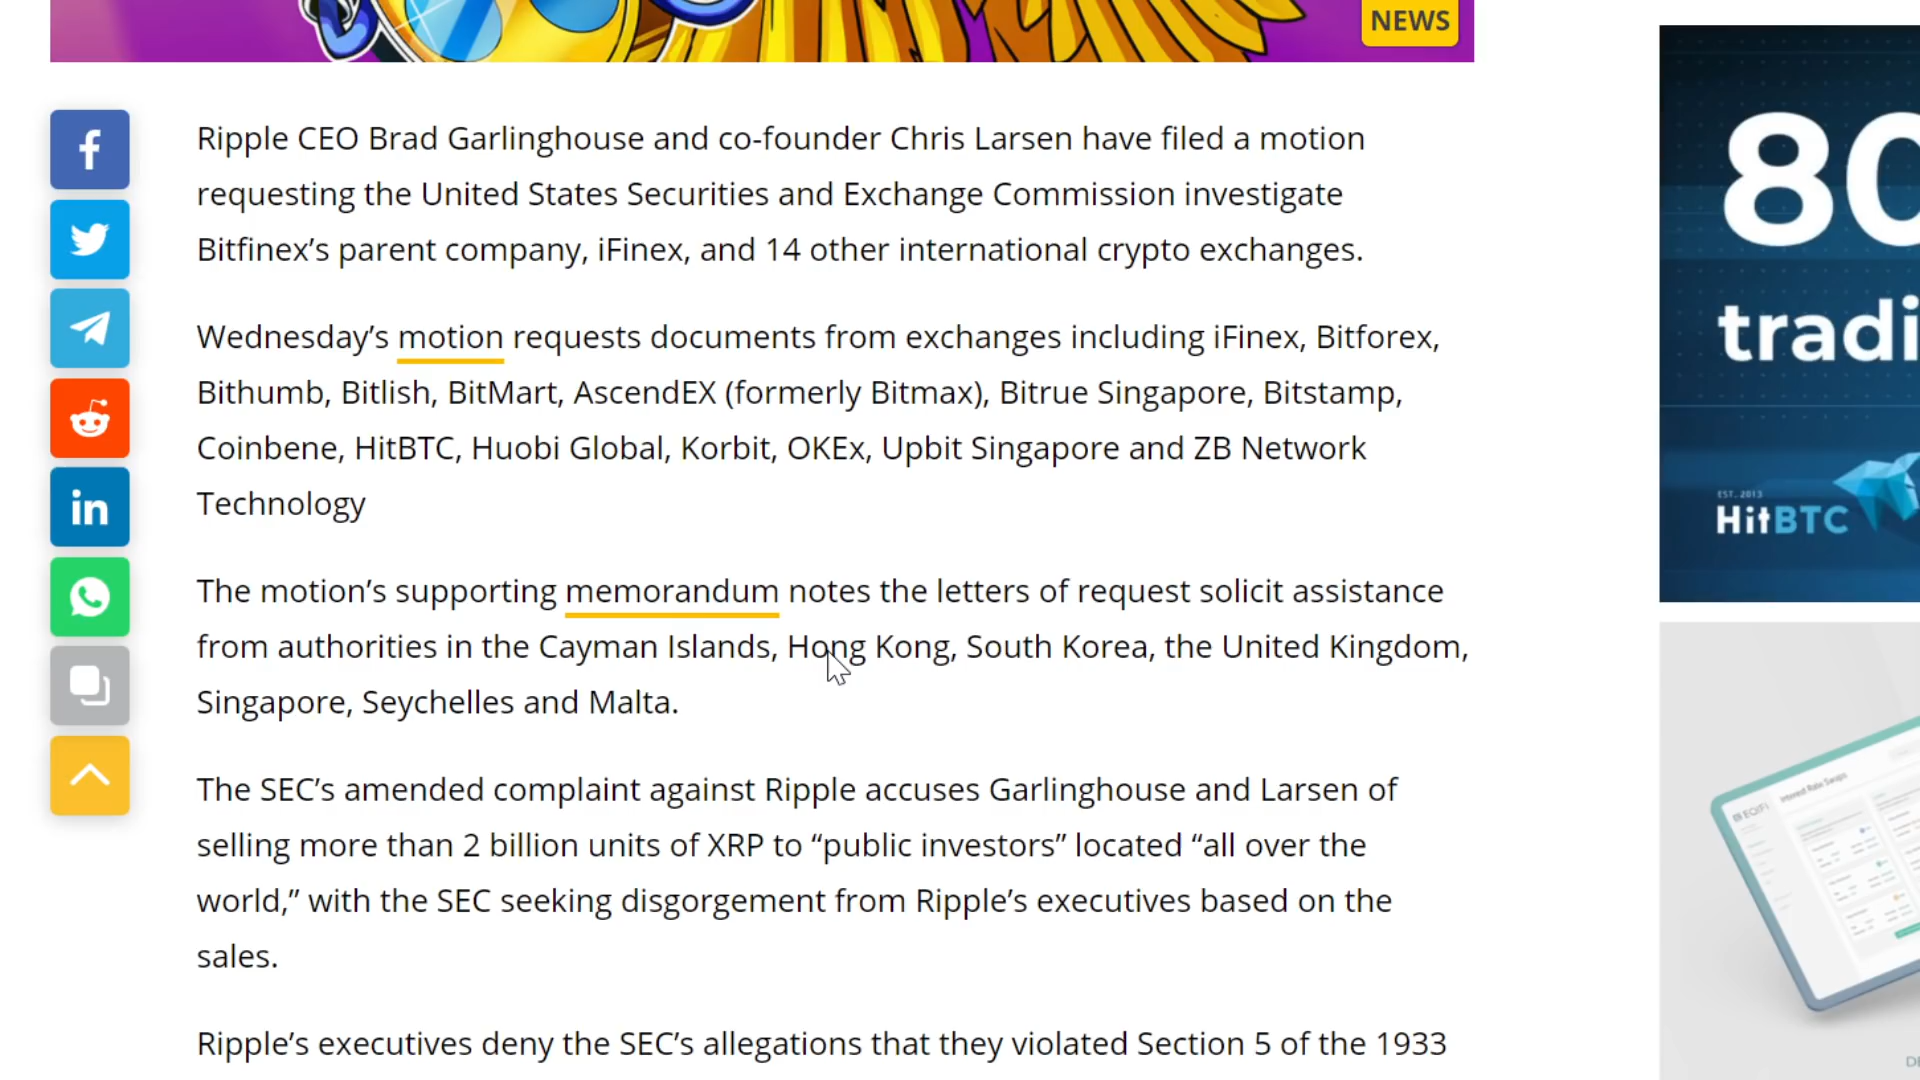 NEWS
Ripple CEO Brad Garlinghouse and co-founder Chris Larsen have filed a motion
requesting the United States Securities and Exchange Commission investigate
Bitfinex’s parent company, iFinex, and 14 other international crypto exchanges.
Wednesday’s motion requests documents from exchanges including iFinex, Bitforex,
Bithumb, Bitlish, BitMart, AscendEX (formerly Bitmax), Bitrue Singapore, Bitstamp,
Coinbene, HitBTC, Huobi Global, Korbit, OKEx, Upbit Singapore and ZB Network
Technology
The motion’s supporting memorandum notes the letters of request solicit assistance
from authorities in the Cayman Islands, Hong Kong, South Korea, the United Kingdom,
Singapore, Seychelles and Malta.
The SEC’s amended complaint against Ripple accuses Garlinghouse and Larsen of
selling more than 2 billion units of XRP to “public investors” located “all over the
world,” with the SEC seeking disgorgement from Ripple’s executives based on the
sales.
Ripple’s executives deny the SEC’s allegations that they violated Section 5 of the 1933
80
tradi
EST. 2013
HitBTC
EQIFI
Interest Rate Swaps